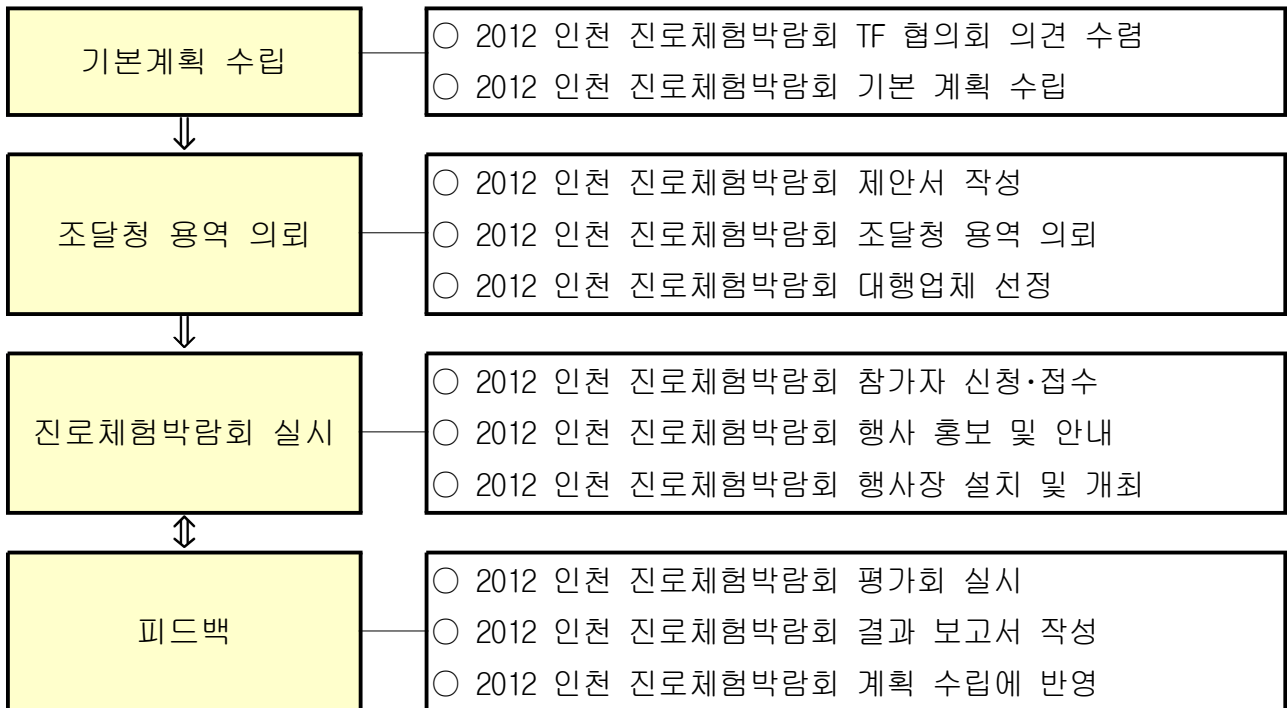 기본계획 수립
○ 2012 인천 진로체험박람회 TF 협의회 의견 수렴
○ 2012 인천 진로체험박람회 기본 계획 수립
⇓
조달청 용역 의뢰
○ 2012 인천 진로체험박람회 제안서 작성
○ 2012 인천 진로체험박람회 조달청 용역 의뢰
○ 2012 인천 진로체험박람회 대행업체 선정
⇓
진로체험박람회 실시
○ 2012 인천 진로체험박람회 참가자 신청·접수
○ 2012 인천 진로체험박람회 행사 홍보 및 안내
○ 2012 인천 진로체험박람회 행사장 설치 및 개최
⇕
피드백
○ 2012 인천 진로체험박람회 평가회 실시
○ 2012 인천 진로체험박람회 결과 보고서 작성
○ 2012 인천 진로체험박람회 계획 수립에 반영